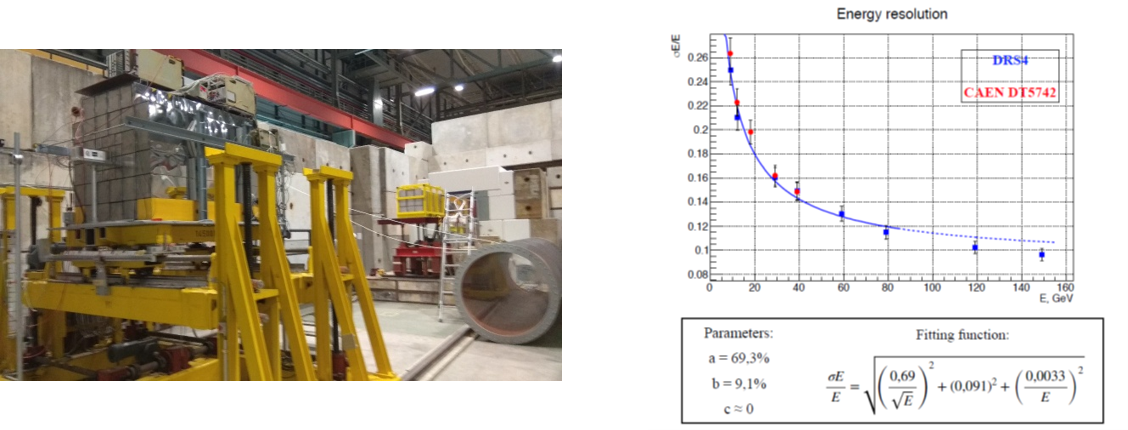 Energy resolution
σE/E
0.26
0.24
0.22
0.2
0.18
0.16
0.14
0.12
0.1
0.08
DRS4
CAEN DT5742
0 20 40 60 80 100 120 140 160
E, GeV
Parameters:
a = 69,3%
b = 9,1%
c ≈ 0
Fitting function:
σE/E = √((0,69/√E)² + (0,091)² + (0,0033/E)²)